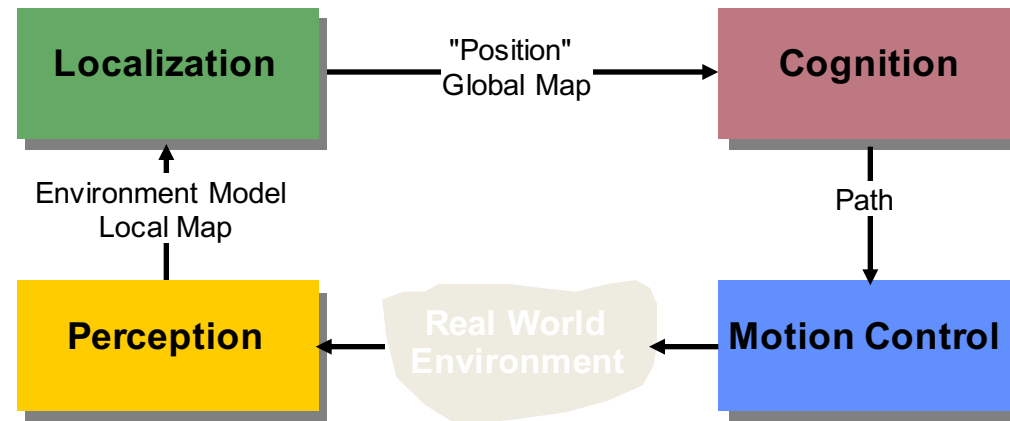 Localization
"Position"
Global Map
Cognition
Environment Model
Local Map
Path
Perception
Real World
Environment
Motion Control